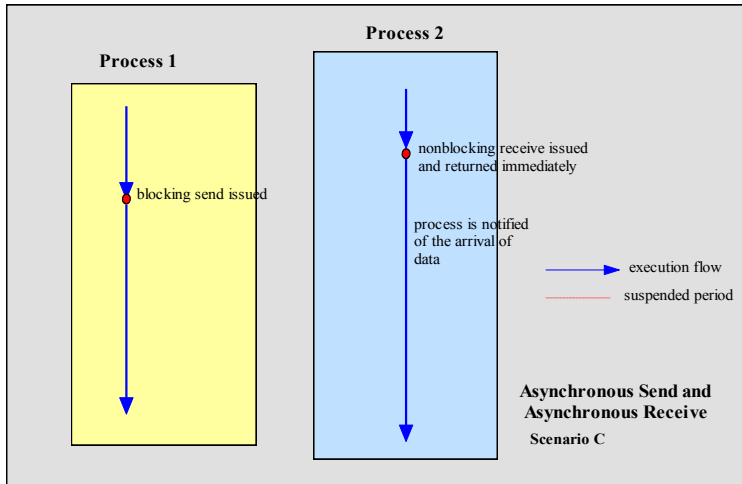 Process 1
Process 2
blocking send issued
nonblocking receive issued
and returned immediately
process is notified
of the arrival of
data
execution flow
suspended period
Asynchronous Send and
Asynchronous Receive
Scenario C